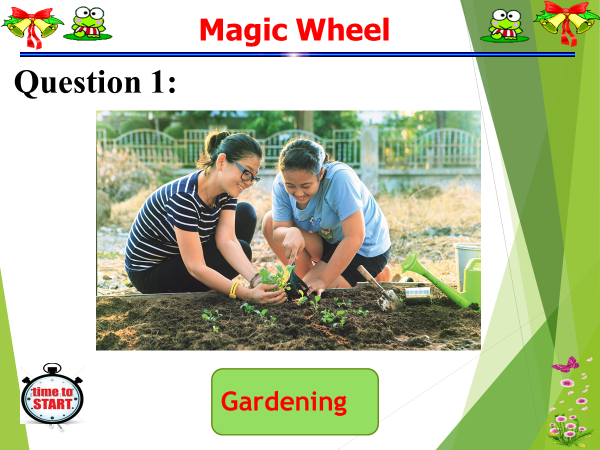 Magic Wheel
Question 1:
time to
START.
Gardening